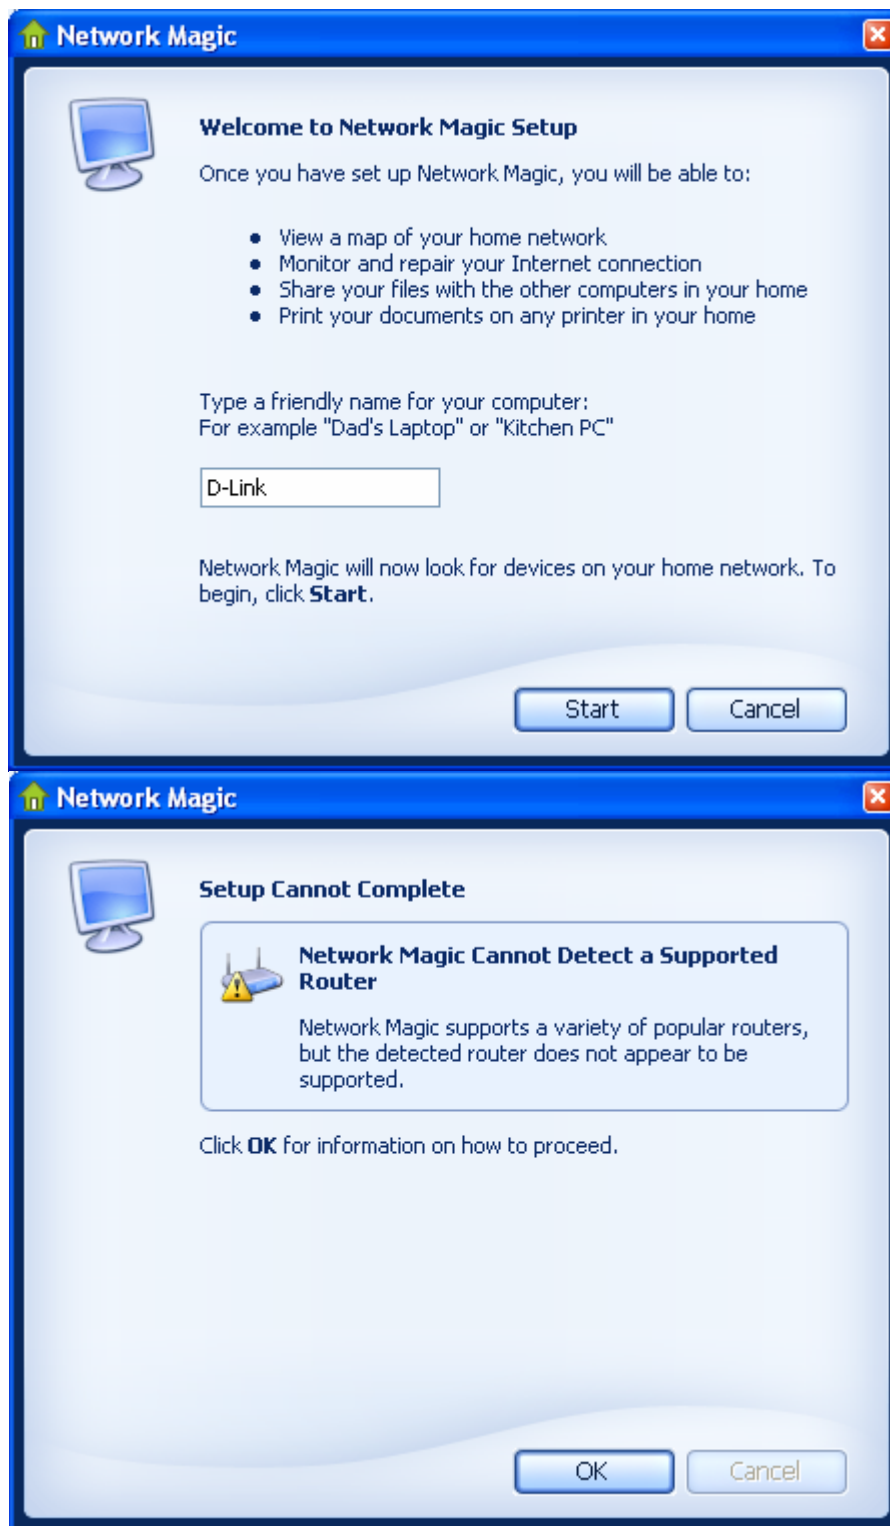 Network Magic
Welcome to Network Magic Setup
Once you have set up Network Magic, you will be able to:
● View a map of your home network
● Monitor and repair your Internet connection
● Share your files with the other computers in your home
● Print your documents on any printer in your home
Type a friendly name for your computer:
For example "Dad's Laptop" or "Kitchen PC"
D-Link
Network Magic will now look for devices on your home network. To
begin, click Start.
Start Cancel
Network Magic
Setup Cannot Complete
Network Magic Cannot Detect a Supported
Router
Network Magic supports a variety of popular routers,
but the detected router does not appear to be
supported.
Click OK for information on how to proceed.
OK Cancel